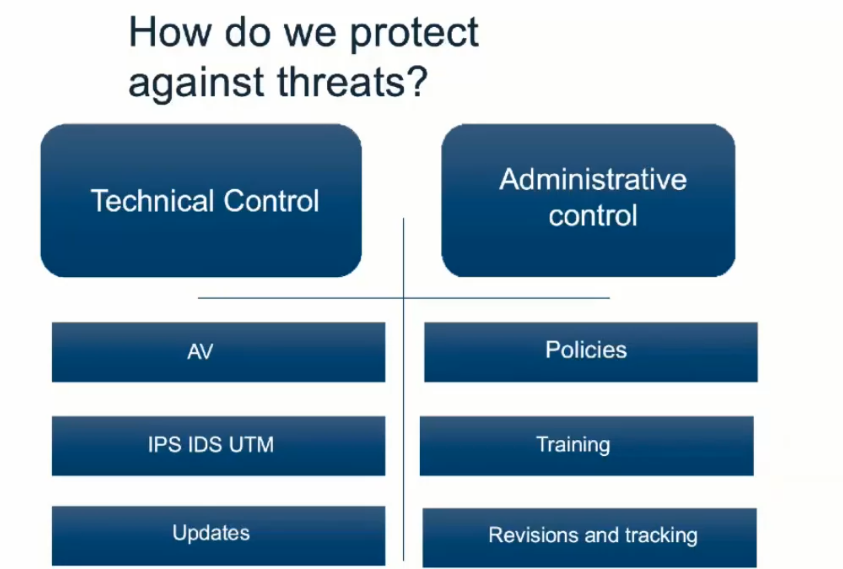 How do we protect
against threats?
Technical Control
Administrative
control
AV
Policies
IPS IDS UTM
Training
Updates
Revisions and tracking